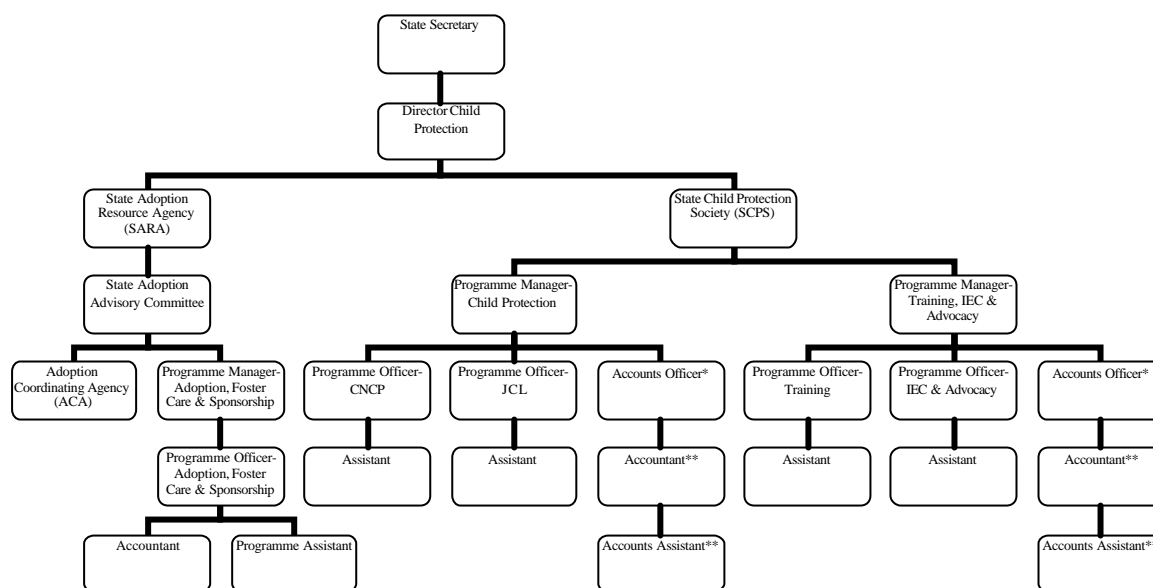 State Secretary
Director Child
Protection
State Adoption
Resource Agency
(SARA)
State Child Protection
Society (SCPS)
State Adoption
Advisory Committee
Programme Manager-
Child Protection
Programme Manager-
Training, IEC &
Advocacy
Adoption
Coordinating Agency
(ACA)
Programme Manager-
Adoption, Foster
Care & Sponsorship
Programme Officer-
CNCP
Programme Officer-
JCL
Accounts Officer*
Programme Officer-
Training
Programme Officer-
IEC & Advocacy
Accounts Officer*
Programme Officer-
Adoption, Foster
Care & Sponsorship
Assistant
Assistant
Accountant**
Assistant
Assistant
Accountant**
Accountant
Programme Assistant
Accounts Assistant**
Accounts Assistant**